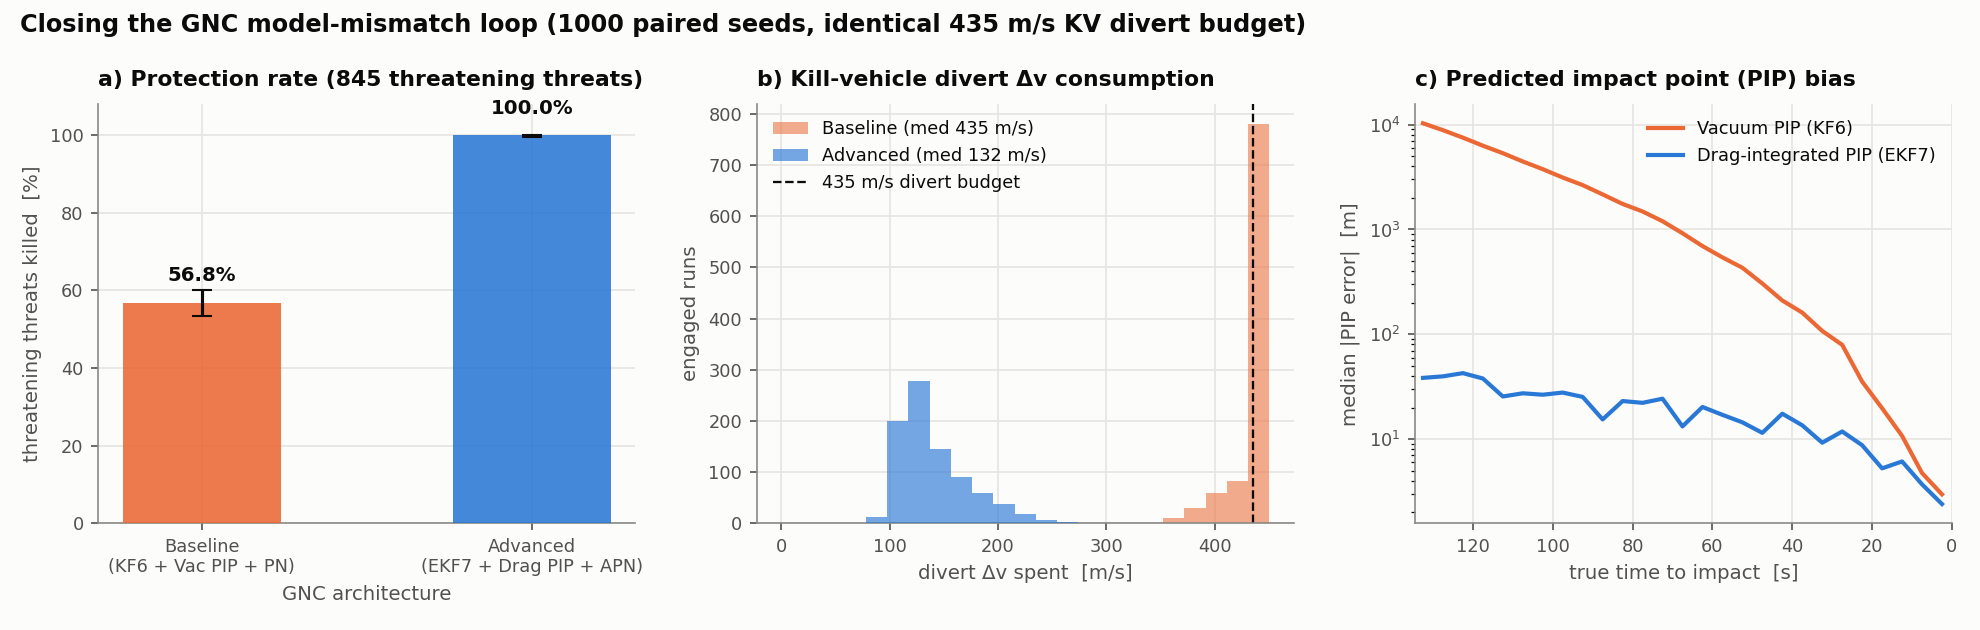 Closing the GNC model-mismatch loop (1000 paired seeds, identical 435 m/s KV divert budget)
a) Protection rate (845 threatening threats)
threatening threats killed [%]
100
80
60
40
20
0
56.8%
100.0%
Baseline
(KF6 + Vac PIP + PN)
Advanced
(EKF7 + Drag PIP + APN)
GNC architecture
b) Kill-vehicle divert Δv consumption
engaged runs
800
700
600
500
400
300
200
100
0
Baseline (med 435 m/s)
Advanced (med 132 m/s)
435 m/s divert budget
0 100 200 300 400
divert Δv spent [m/s]
c) Predicted impact point (PIP) bias
median |PIP error| [m]
10⁴
10³
10²
10¹
Vacuum PIP (KF6)
Drag-integrated PIP (EKF7)
120 100 80 60 40 20 0
true time to impact [s]